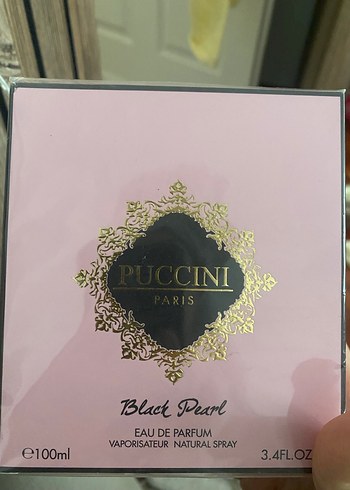 PUCCINI
PARIS
Black Pearl
EAU DE PARFUM
VAPORISATEUR NATURAL SPRAY
℮100ml 3.4FL.OZ